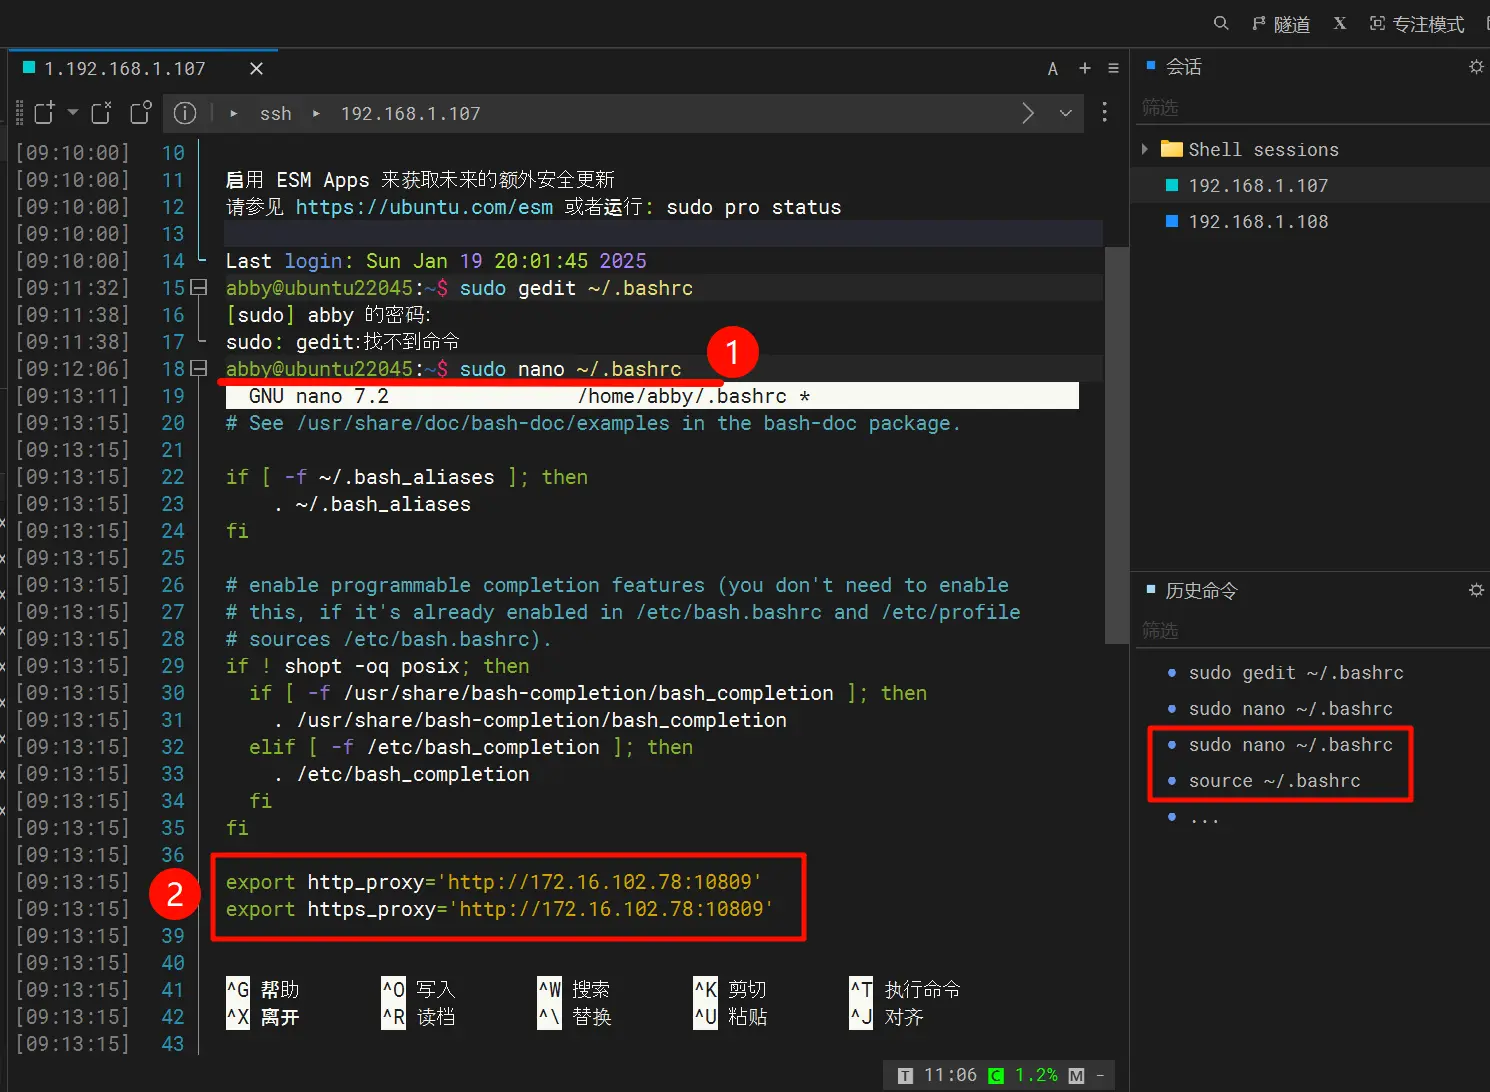 隧道 X 专注模式
1.192.168.1.107
A + ≡
ssh 192.168.1.107
[09:10:00] 10
[09:10:00] 11 启用 ESM Apps 来获取未来的额外安全更新
[09:10:00] 12 请参见 https://ubuntu.com/esm 或者运行: sudo pro status
[09:10:00] 13
[09:10:00] 14 Last login: Sun Jan 19 20:01:45 2025
[09:11:32] 15 abby@ubuntu22045:~$ sudo gedit ~/.bashrc
[09:11:38] 16 [sudo] abby 的密码:
[09:11:38] 17 sudo: gedit:找不到命令
[09:12:06] 18 abby@ubuntu22045:~$ sudo nano ~/.bashrc
1
[09:13:11] 19 GNU nano 7.2 /home/abby/.bashrc *
[09:13:15] 20 # See /usr/share/doc/bash-doc/examples in the bash-doc package.
[09:13:15] 21
[09:13:15] 22 if [ -f ~/.bash_aliases ]; then
[09:13:15] 23 . ~/.bash_aliases
[09:13:15] 24 fi
[09:13:15] 25
[09:13:15] 26 # enable programmable completion features (you don't need to enable
[09:13:15] 27 # this, if it's already enabled in /etc/bash.bashrc and /etc/profile
[09:13:15] 28 # sources /etc/bash.bashrc).
[09:13:15] 29 if ! shopt -oq posix; then
[09:13:15] 30 if [ -f /usr/share/bash-completion/bash_completion ]; then
[09:13:15] 31 . /usr/share/bash-completion/bash_completion
[09:13:15] 32 elif [ -f /etc/bash_completion ]; then
[09:13:15] 33 . /etc/bash_completion
[09:13:15] 34 fi
[09:13:15] 35 fi
[09:13:15] 36
[09:13:15] export http_proxy='http://172.16.102.78:10809'
2
[09:13:15] export https_proxy='http://172.16.102.78:10809'
[09:13:15] 39
[09:13:15] 40
[09:13:15] 41 ^G 帮助 ^O 写入 ^W 搜索 ^K 剪切 ^T 执行命令
[09:13:15] 42 ^X 离开 ^R 读档 ^\ 替换 ^U 粘贴 ^J 对齐
[09:13:15] 43
T 11:06 C 1.2% M -
会话
筛选
Shell sessions
192.168.1.107
192.168.1.108
历史命令
筛选
sudo gedit ~/.bashrc
sudo nano ~/.bashrc
sudo nano ~/.bashrc
source ~/.bashrc
...